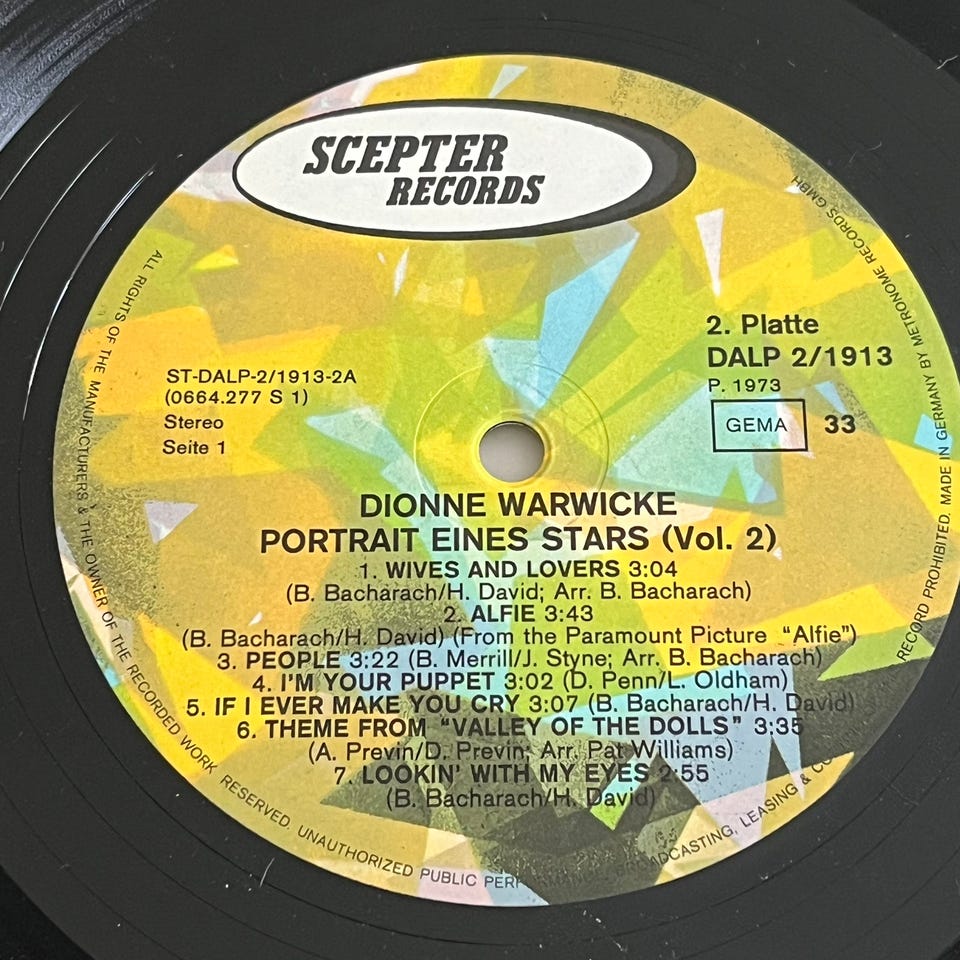 SCEPTER
RECORDS
2. Platte
DALP 2/1913
P. 1973
GEMA 33
ST-DALP-2/1913-2A
(0664.277 S 1)
Stereo
Seite 1
DIONNE WARWICKE
PORTRAIT EINES STARS (Vol. 2)
1. WIVES AND LOVERS 3:04
(B. Bacharach/H. David; Arr. B. Bacharach)
2. ALFIE 3:43
(B. Bacharach/H. David) (From the Paramount Picture "Alfie")
3. PEOPLE 3:22 (B. Merrill/J. Styne; Arr. B. Bacharach)
4. I'M YOUR PUPPET 3:02 (D. Penn/L. Oldham)
5. IF I EVER MAKE YOU CRY 3:07 (B. Bacharach/H. David)
6. THEME FROM "VALLEY OF THE DOLLS" 3:35
(A. Previn/D. Previn; Arr. Pat Williams)
7. LOOKIN' WITH MY EYES 2:55
(B. Bacharach/H. David)
ALL RIGHTS OF THE MANUFACTURERS & THE OWNER OF THE RECORDED WORK RESERVED. UNAUTHORIZED PUBLIC PERFORMANCE, BROADCASTING, LEASING & RECORD PROHIBITED. MADE IN GERMANY BY METRONOME RECORDS GMBH